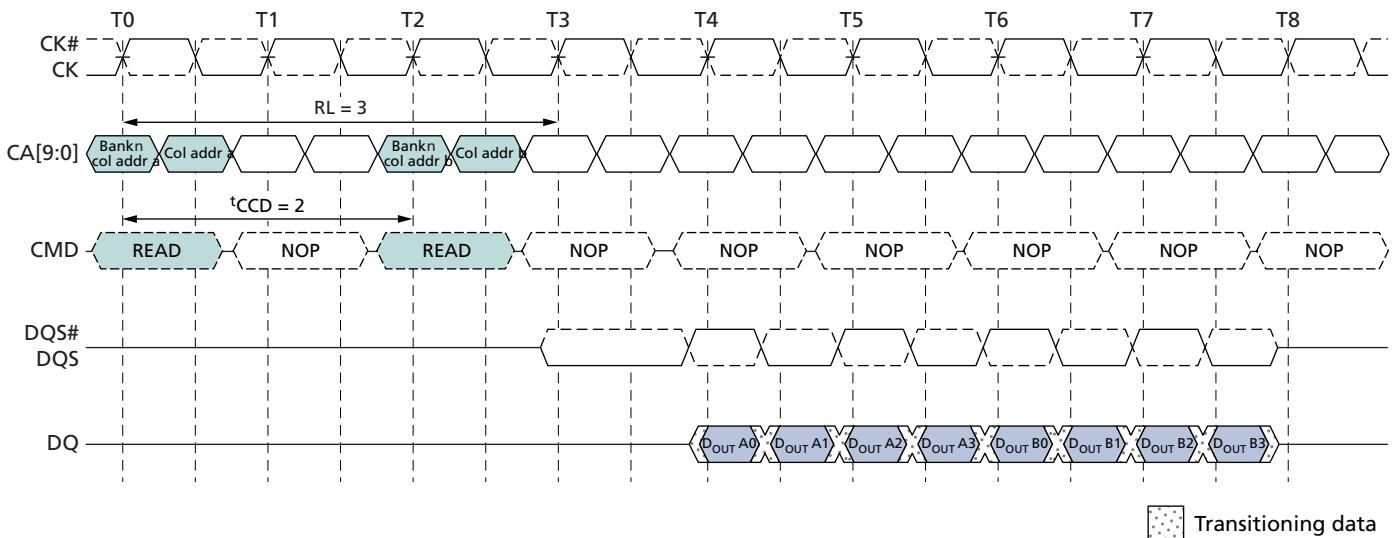 T0 T1 T2 T3 T4 T5 T6 T7 T8
CK#
CK
RL = 3
CA[9:0] Bankn col addr a Col addr a Bankn col addr b Col addr b
tCCD = 2
CMD READ NOP READ NOP NOP NOP NOP NOP NOP
DQS#
DQS
DQ DOUT A0 DOUT A1 DOUT A2 DOUT A3 DOUT B0 DOUT B1 DOUT B2 DOUT B3
Transitioning data